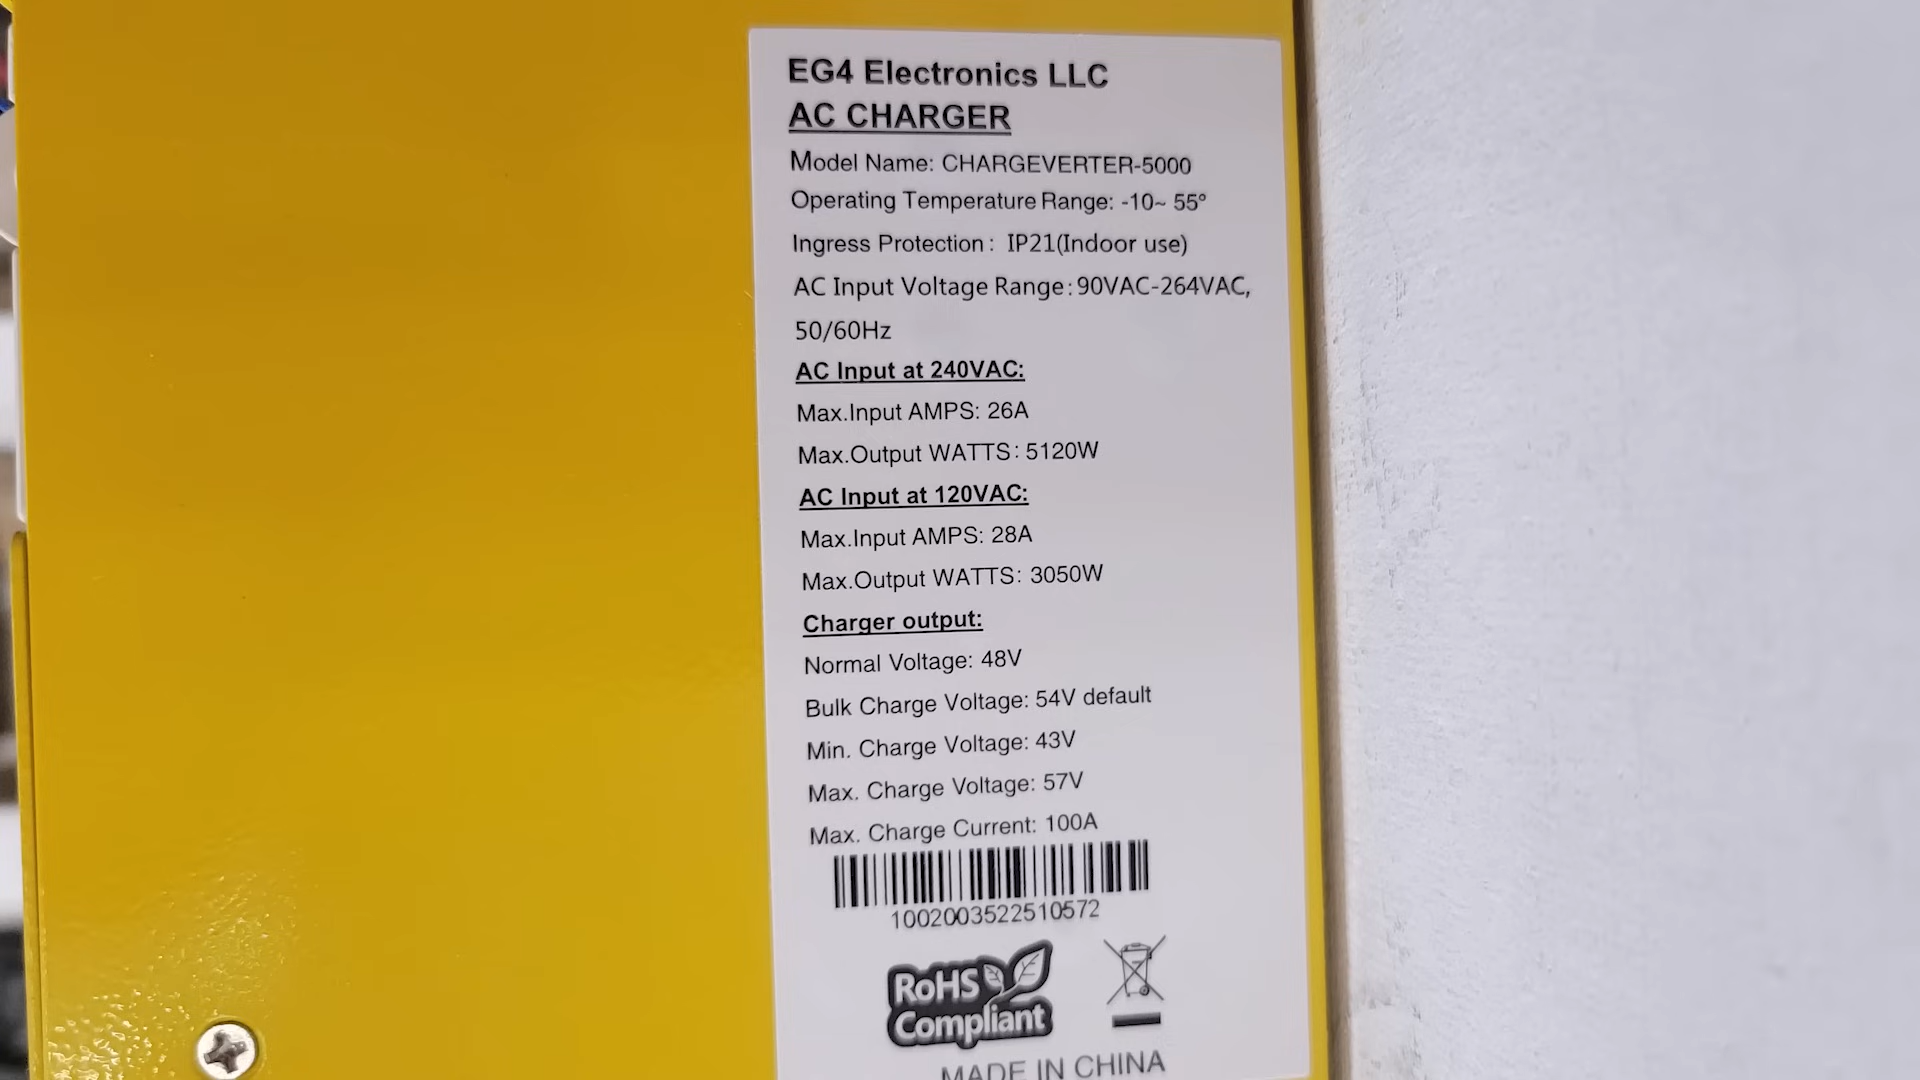 EG4 Electronics LLC
AC CHARGER
Model Name: CHARGEVERTER-5000
Operating Temperature Range: -10~ 55°
Ingress Protection: IP21(Indoor use)
AC Input Voltage Range:90VAC-264VAC,
50/60Hz
AC Input at 240VAC:
Max.Input AMPS: 26A
Max.Output WATTS: 5120W
AC Input at 120VAC:
Max.Input AMPS: 28A
Max.Output WATTS: 3050W
Charger output:
Normal Voltage: 48V
Bulk Charge Voltage: 54V default
Min. Charge Voltage: 43V
Max. Charge Voltage: 57V
Max. Charge Current: 100A
1002003522510572
RoHS
Compliant
MADE IN CHINA